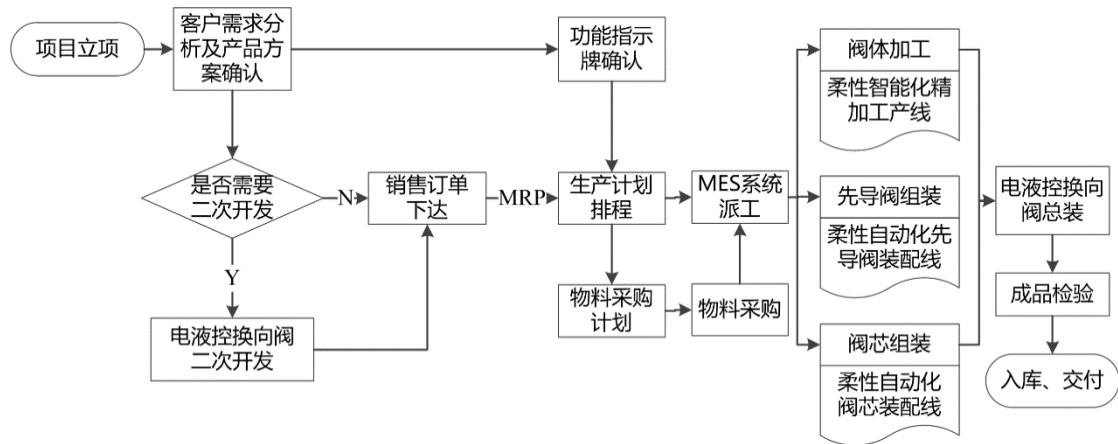 项目立项
客户需求分
析及产品方
案确认
功能指示
牌确认
是否需要
二次开发
N
Y
电液控换向阀
二次开发
销售订单
下达
MRP
生产计划
排程
物料采购
计划
MES系统
派工
物料采购
阀体加工
柔性智能化精
加工产线
先导阀组装
柔性自动化先
导阀装配线
阀芯组装
柔性自动化
阀芯装配线
电液控换向
阀总装
成品检验
入库、交付